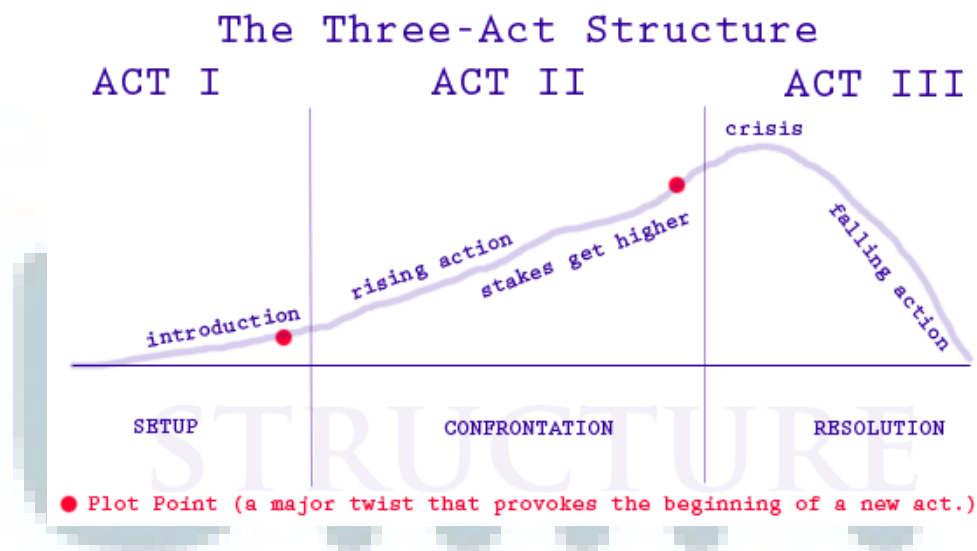 The Three-Act Structure
ACT I
ACT II
ACT III
crisis
introduction
rising action
stakes get higher
falling action
STRUCTURE
SETUP
CONFRONTATION
RESOLUTION
Plot Point (a major twist that provokes the beginning of a new act.)